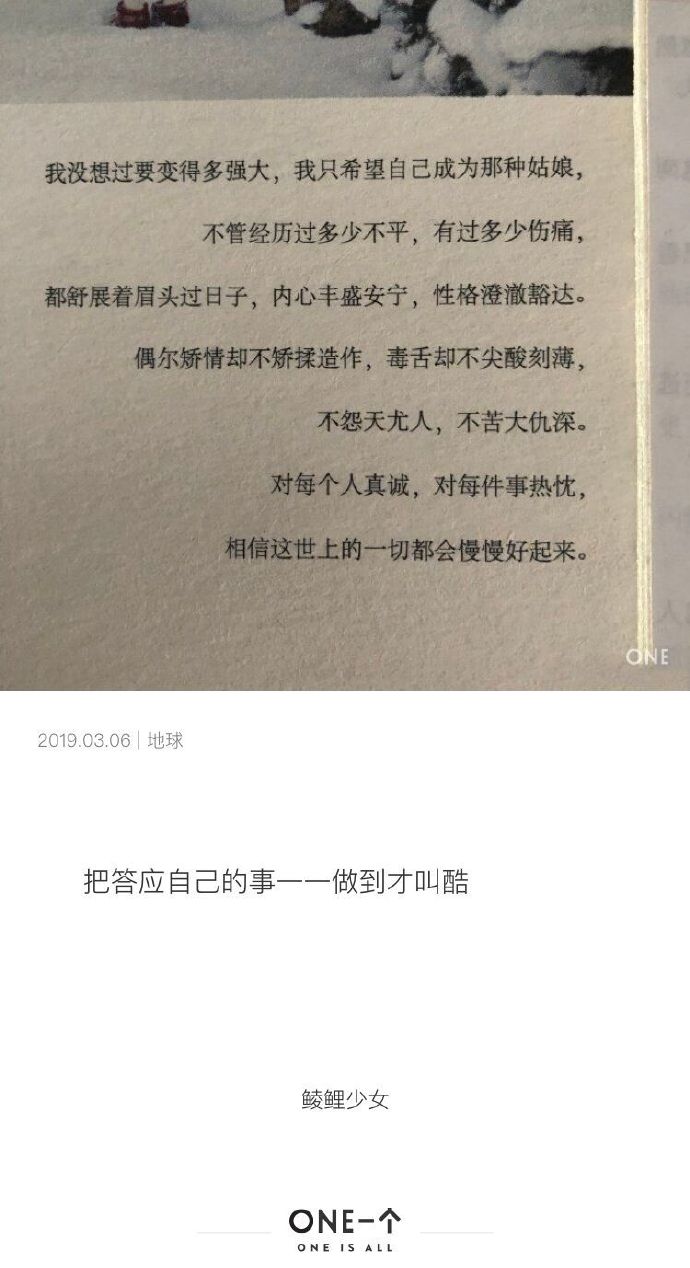 我没想过要变得多强大，我只希望自己成为那种姑娘，
不管经历过多少不平，有过多少伤痛，
都舒展着眉头过日子，内心丰盛安宁，性格澄澈豁达。
偶尔矫情却不矫揉造作，毒舌却不尖酸刻薄，
不怨天尤人，不苦大仇深。
对每个人真诚，对每件事热忱，
相信这世上的一切都会慢慢好起来。
ONE
2019.03.06 | 地球
把答应自己的事一一做到才叫酷
鲮鲤少女
ONE一个
ONE IS ALL